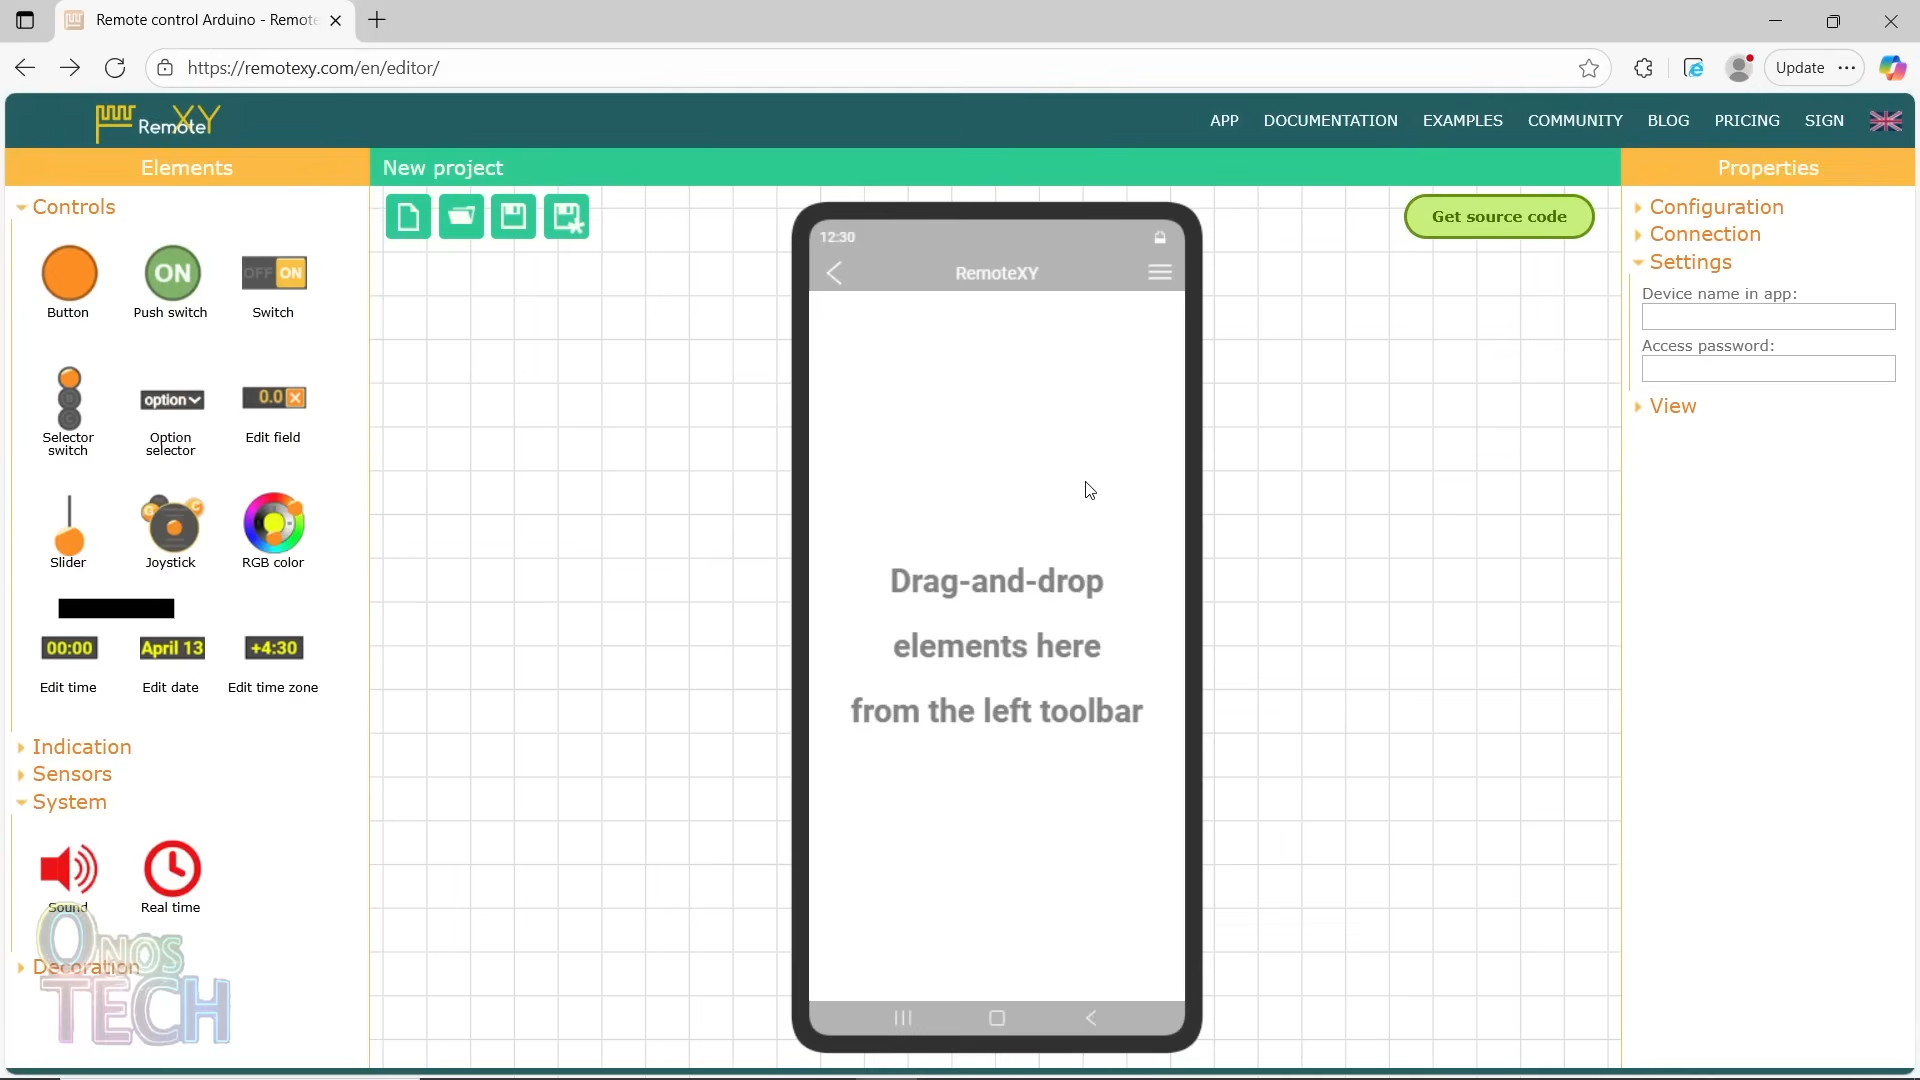 Remote control Arduino - Remote
https://remotexy.com/en/editor/
Update
RemoteXY
APP
DOCUMENTATION
EXAMPLES
COMMUNITY
BLOG
PRICING
SIGN
Elements
New project
Properties
Controls
ON
OFF ON
Button
Push switch
Switch
option
0.0
Selector switch
Option selector
Edit field
G
C
Slider
Joystick
RGB color
00:00
April 13
+4:30
Edit time
Edit date
Edit time zone
Indication
Sensors
System
Sound
Real time
Decoration
ONOS
TECH
Get source code
12:30
RemoteXY
Drag-and-drop
elements here
from the left toolbar
Configuration
Connection
Settings
Device name in app:
Access password:
View